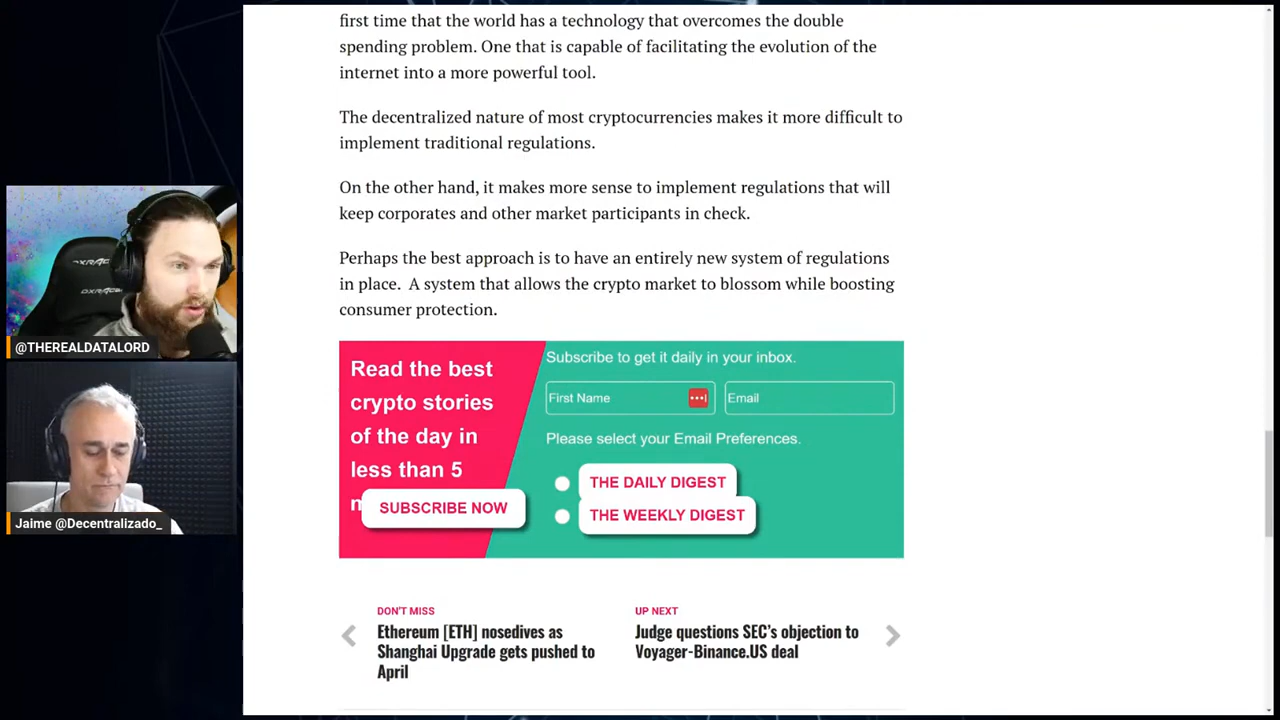 first time that the world has a technology that overcomes the double
spending problem. One that is capable of facilitating the evolution of the
internet into a more powerful tool.
The decentralized nature of most cryptocurrencies makes it more difficult to
implement traditional regulations.
On the other hand, it makes more sense to implement regulations that will
keep corporates and other market participants in check.
Perhaps the best approach is to have an entirely new system of regulations
in place.  A system that allows the crypto market to blossom while boosting
consumer protection.
DXRACER
@THEREALDATALORD
Jaime @Decentralizado_
Read the best
crypto stories
of the day in
less than 5
SUBSCRIBE NOW
Subscribe to get it daily in your inbox.
First Name
Email
Please select your Email Preferences.
THE DAILY DIGEST
THE WEEKLY DIGEST
DON'T MISS
Ethereum [ETH] nosedives as
Shanghai Upgrade gets pushed to
April
UP NEXT
Judge questions SEC's objection to
Voyager-Binance.US deal